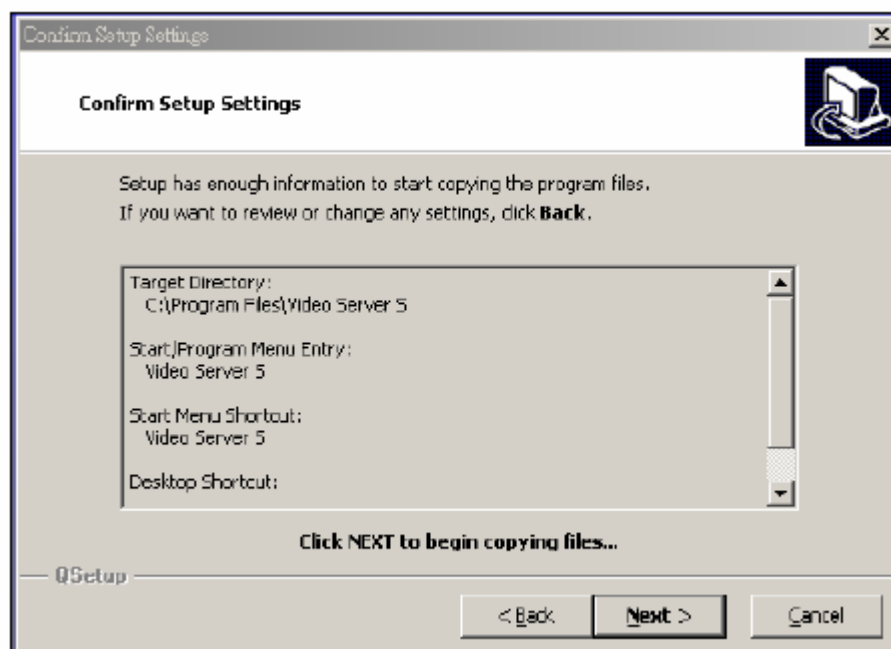 Confirm Setup Settings
Confirm Setup Settings
Setup has enough information to start copying the program files.
If you want to review or change any settings, click Back.
Target Directory:
C:\Program Files\Video Server 5
Start/Program Menu Entry:
Video Server 5
Start Menu Shortcut:
Video Server 5
Desktop Shortcut:
Click NEXT to begin copying files...
QSetup
< Back
Next >
Cancel